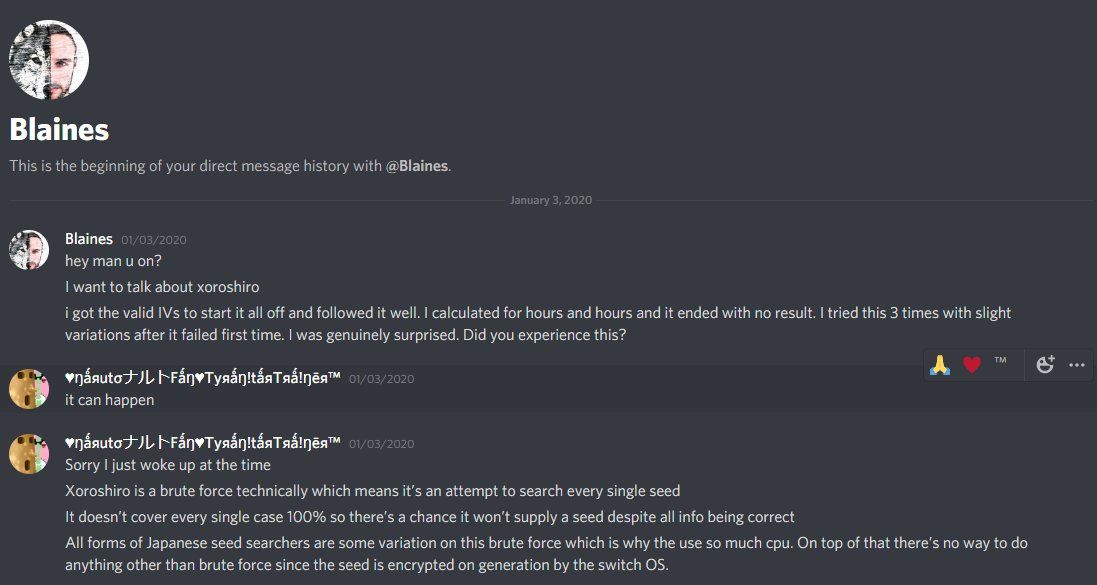 Blaines
This is the beginning of your direct message history with @Blaines.
January 3, 2020
Blaines 01/03/2020
hey man u on?
I want to talk about xoroshiro
i got the valid IVs to start it all off and followed it well. I calculated for hours and hours and it ended with no result. I tried this 3 times with slight
variations after it failed first time. I was genuinely surprised. Did you experience this?
™
♥ŋǻяutσナルトFǻŋ♥Tyяǻŋ!tǻяTяǻ!ŋēя™ 01/03/2020
it can happen
♥ŋǻяutσナルトFǻŋ♥Tyяǻŋ!tǻяTяǻ!ŋēя™ 01/03/2020
Sorry I just woke up at the time
Xoroshiro is a brute force technically which means it’s an attempt to search every single seed
It doesn’t cover every single case 100% so there’s a chance it won’t supply a seed despite all info being correct
All forms of Japanese seed searchers are some variation on this brute force which is why the use so much cpu. On top of that there’s no way to do
anything other than brute force since the seed is encrypted on generation by the switch OS.